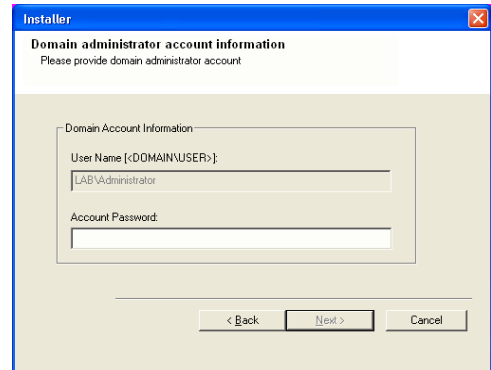 Installer
Domain administrator account information
Please provide domain administrator account
Domain Account Information
User Name [<DOMAIN\USER>]:
LAB\Administrator
Account Password:
< Back
Next >
Cancel